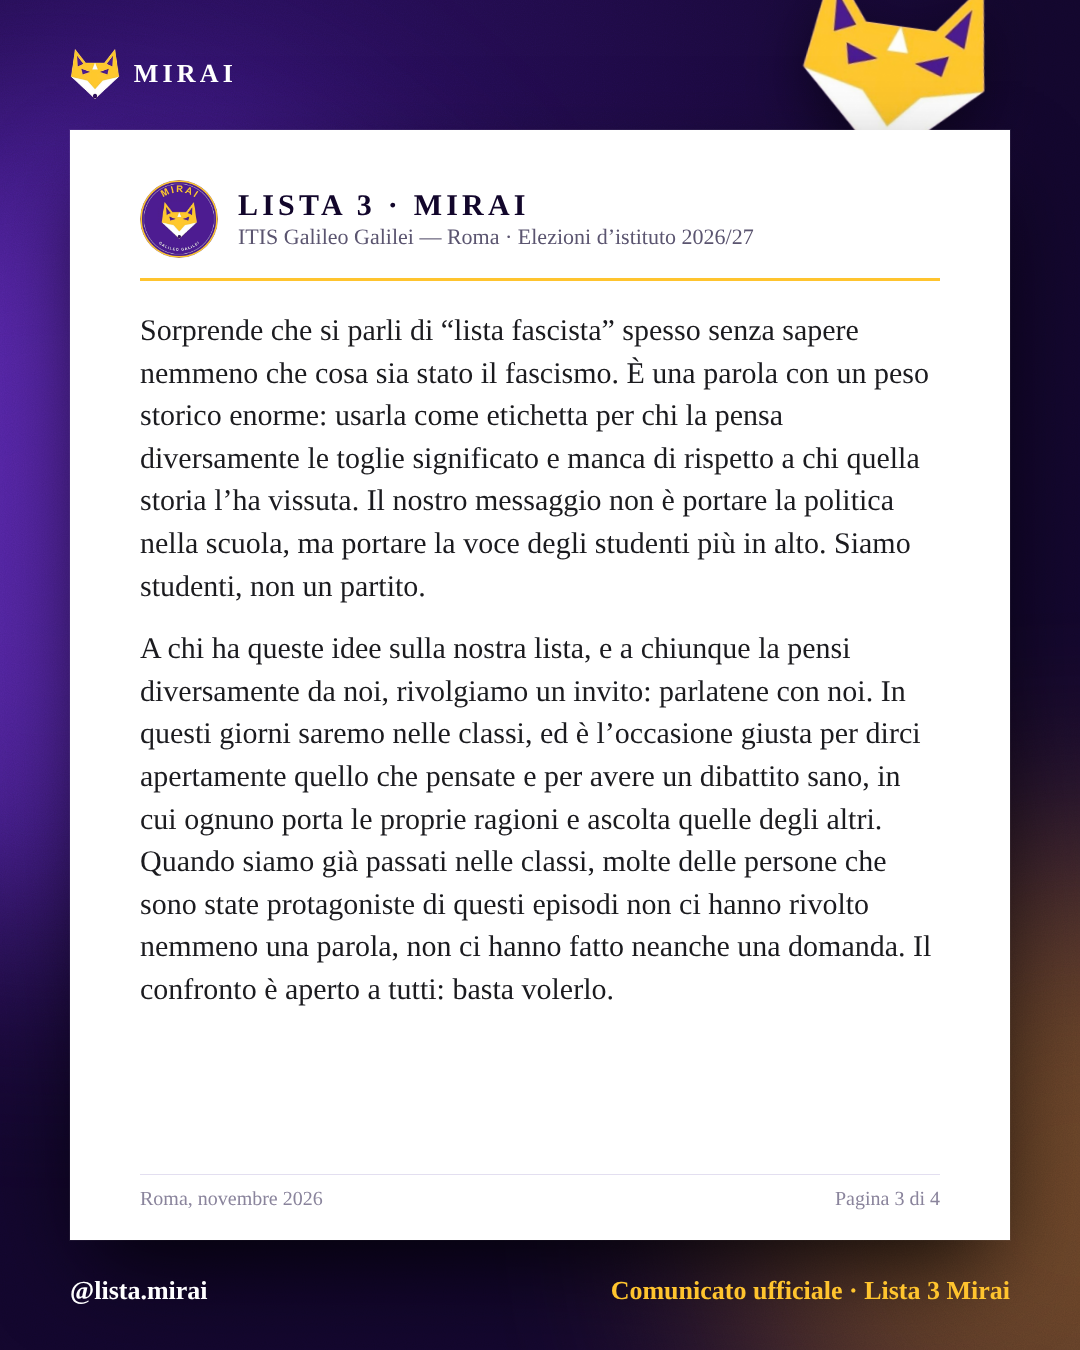 MIRAI
MIRAI
GALILEO GALILEI
LISTA 3 · MIRAI
ITIS Galileo Galilei — Roma · Elezioni d’istituto 2026/27
Sorprende che si parli di “lista fascista” spesso senza sapere
nemmeno che cosa sia stato il fascismo. È una parola con un peso
storico enorme: usarla come etichetta per chi la pensa
diversamente le toglie significato e manca di rispetto a chi quella
storia l’ha vissuta. Il nostro messaggio non è portare la politica
nella scuola, ma portare la voce degli studenti più in alto. Siamo
studenti, non un partito.
A chi ha queste idee sulla nostra lista, e a chiunque la pensi
diversamente da noi, rivolgiamo un invito: parlatene con noi. In
questi giorni saremo nelle classi, ed è l’occasione giusta per dirci
apertamente quello che pensate e per avere un dibattito sano, in
cui ognuno porta le proprie ragioni e ascolta quelle degli altri.
Quando siamo già passati nelle classi, molte delle persone che
sono state protagoniste di questi episodi non ci hanno rivolto
nemmeno una parola, non ci hanno fatto neanche una domanda. Il
confronto è aperto a tutti: basta volerlo.
Roma, novembre 2026
Pagina 3 di 4
@lista.mirai
Comunicato ufficiale · Lista 3 Mirai